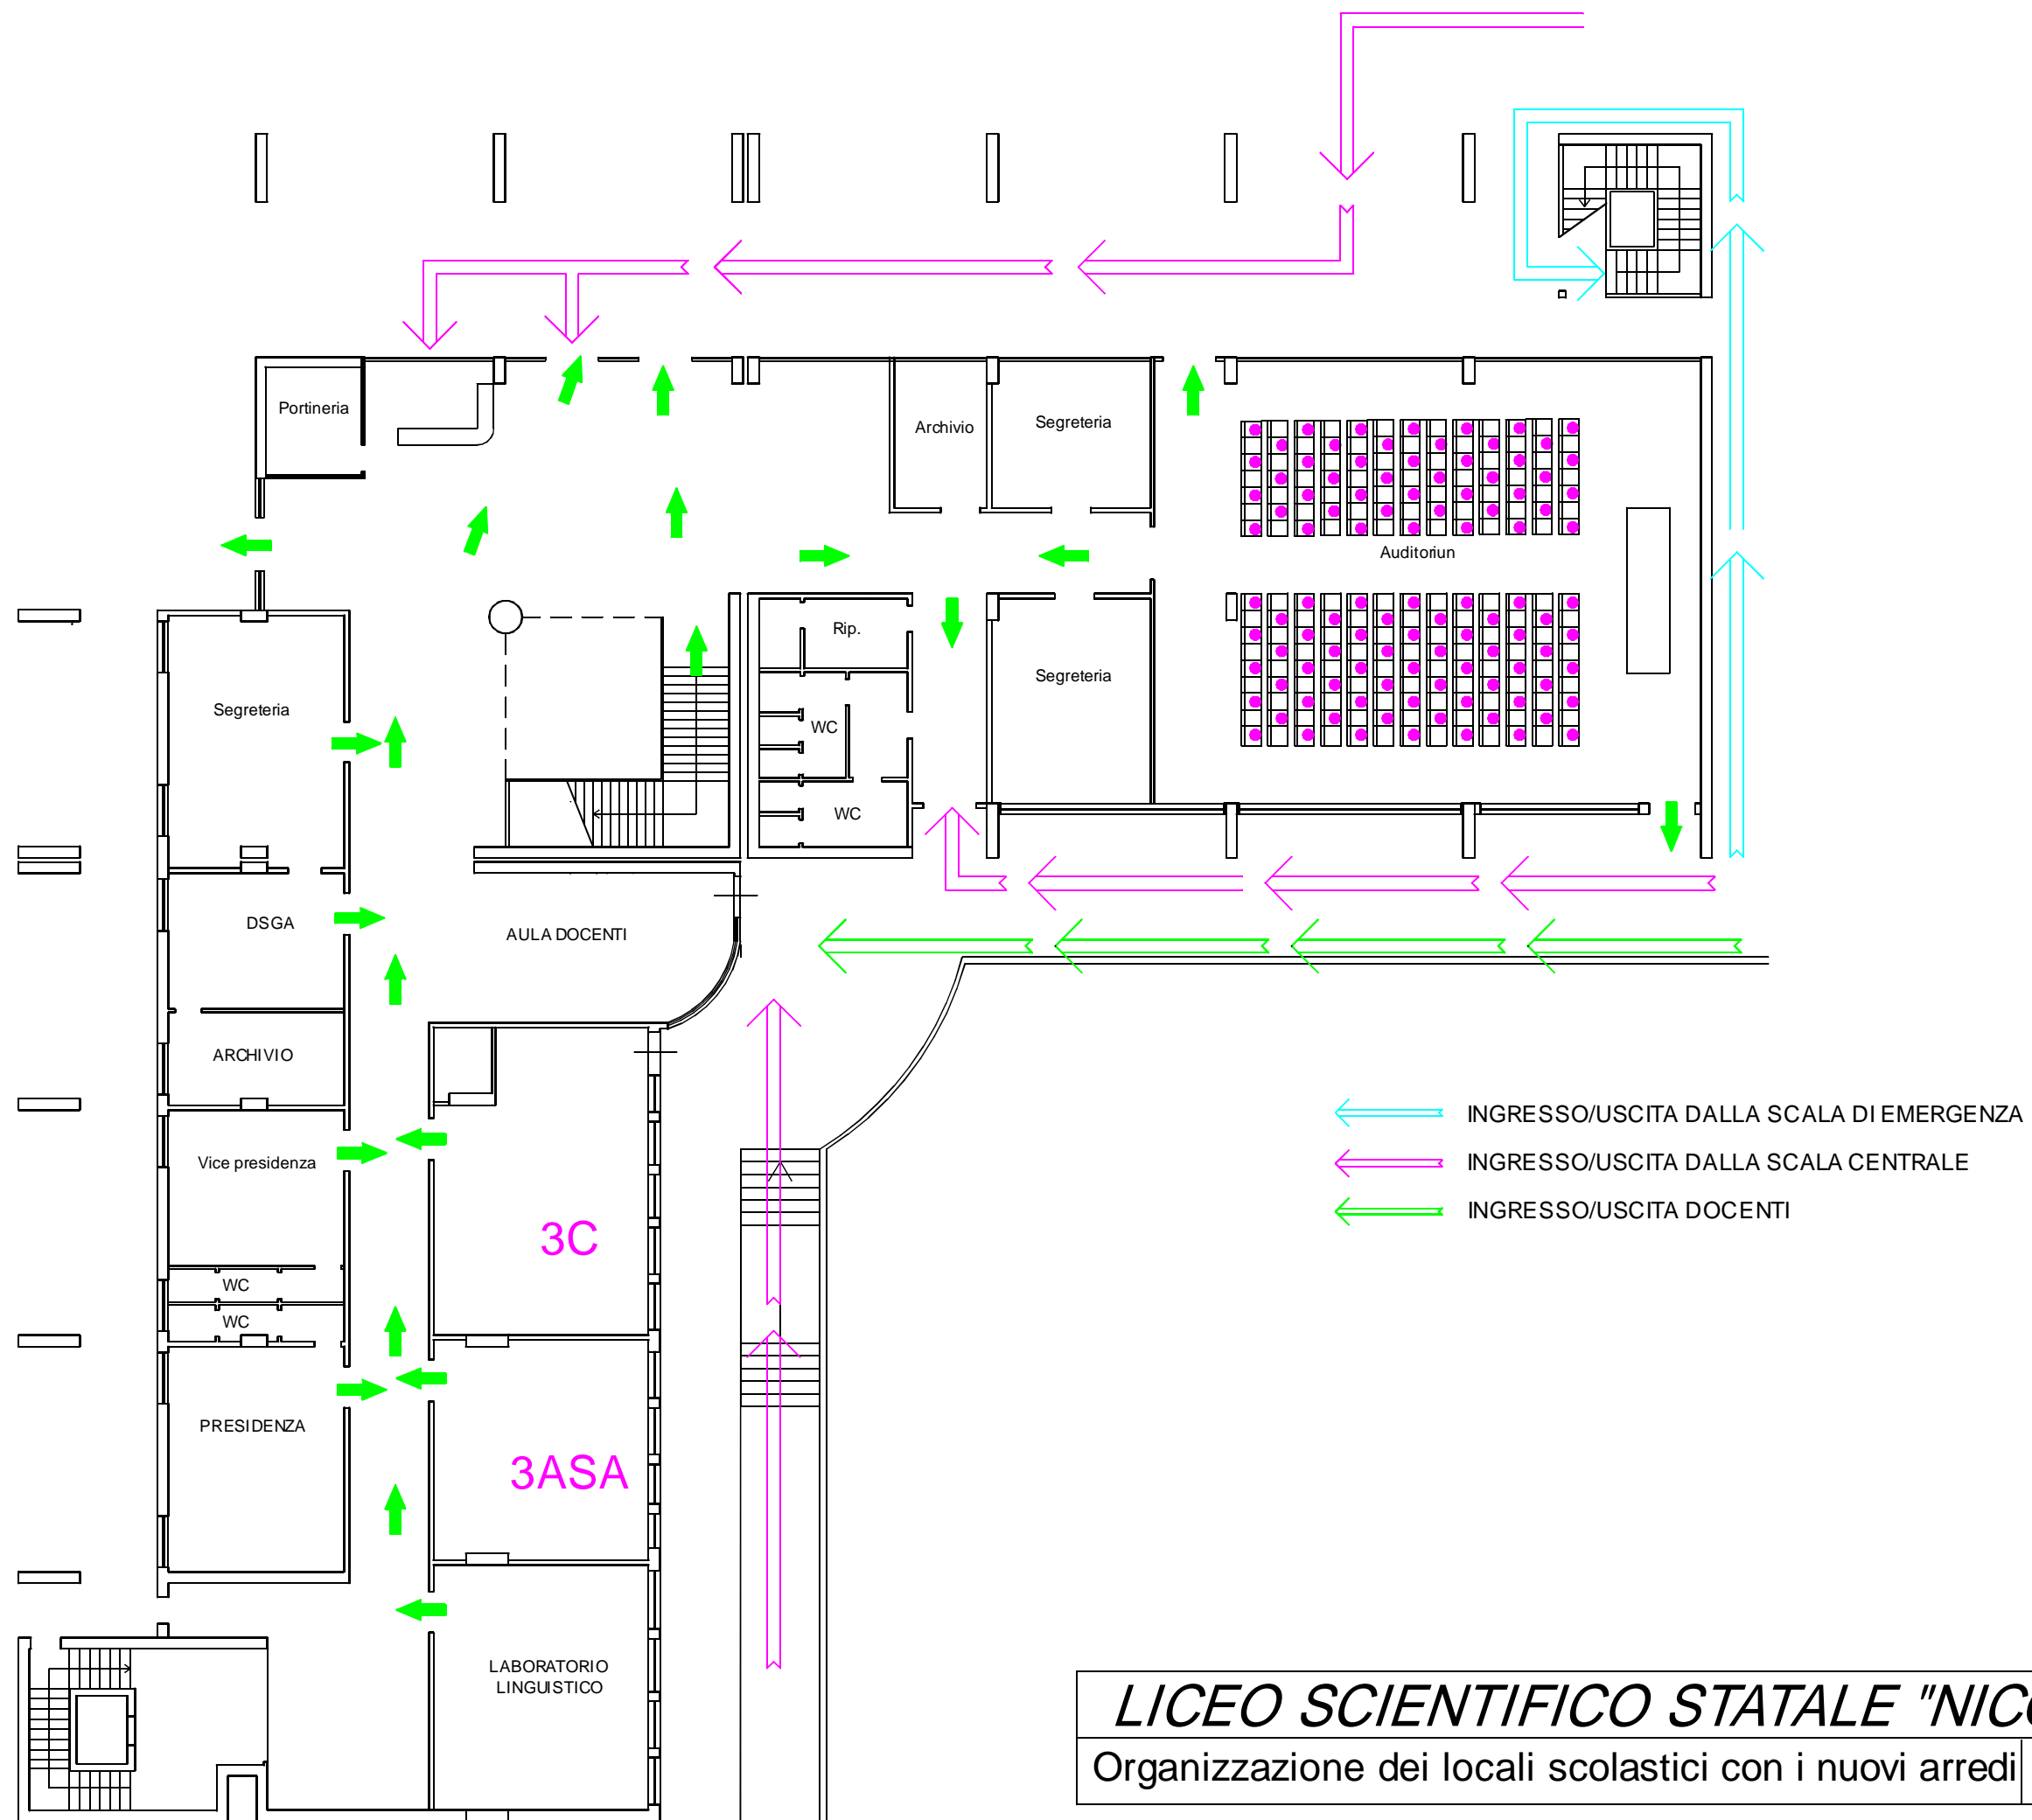 Portineria
Archivio
Segreteria
Auditoriun
Rip.
Segreteria
Segreteria
WC
WC
DSGA
AULA DOCENTI
ARCHIVIO
INGRESSO/USCITA DALLA SCALA DI EMERGENZA
Vice presidenza
INGRESSO/USCITA DALLA SCALA CENTRALE
INGRESSO/USCITA DOCENTI
3C
WC
WC
PRESIDENZA
3ASA
LABORATORIO
LINGUISTICO
LICEO SCIENTIFICO STATALE "NICO
Organizzazione dei locali scolastici con i nuovi arredi